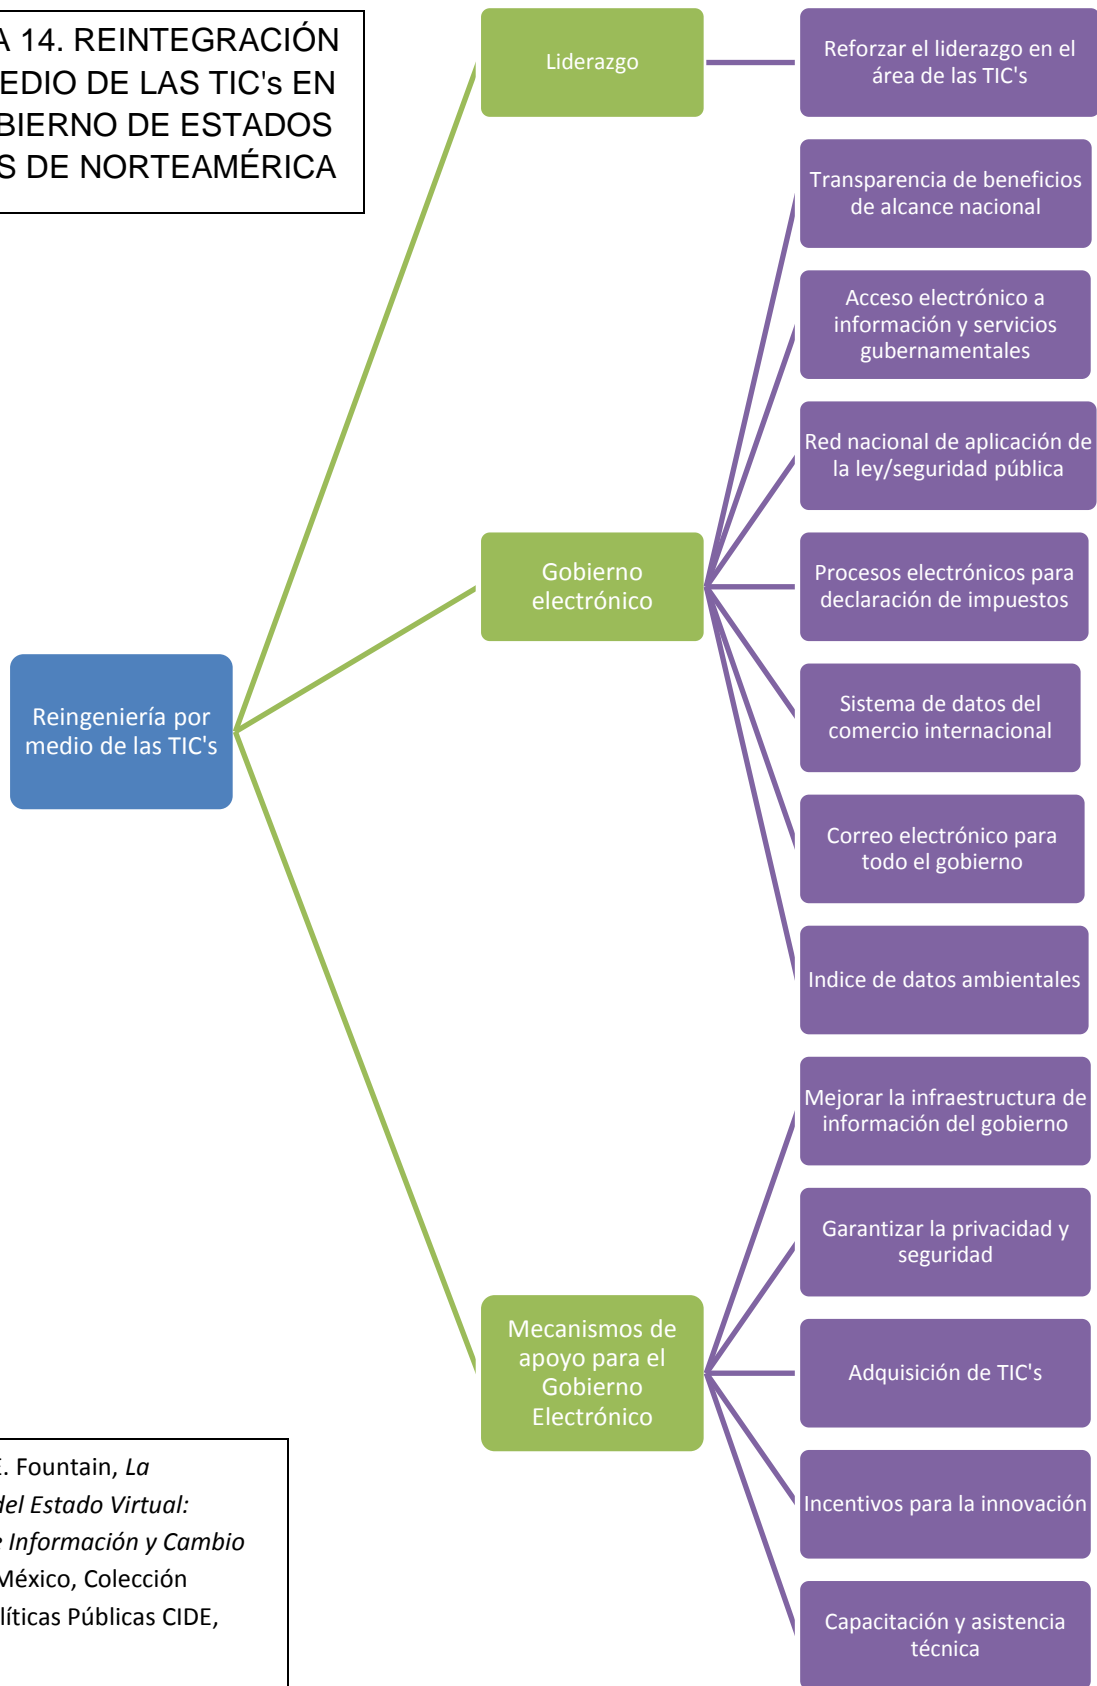 A 14. REINTEGRACIÓN
MEDIO DE LAS TIC's EN
BIERNO DE ESTADOS
S DE NORTEAMÉRICA
Liderazgo
Reforzar el liderazgo en el
área de las TIC's
Transparencia de beneficios
de alcance nacional
Acceso electrónico a
información y servicios
gubernamentales
Red nacional de aplicación de
la ley/seguridad pública
Gobierno
electrónico
Procesos electrónicos para
declaración de impuestos
Reingeniería por
medio de las TIC's
Sistema de datos del
comercio internacional
Correo electrónico para
todo el gobierno
Indice de datos ambientales
Mejorar la infraestructura de
información del gobierno
Garantizar la privacidad y
seguridad
Mecanismos de
apoyo para el
Gobierno
Electrónico
Adquisición de TIC's
Incentivos para la innovación
Capacitación y asistencia
técnica
E. Fountain, La
del Estado Virtual:
e Información y Cambio
México, Colección
líticas Públicas CIDE,